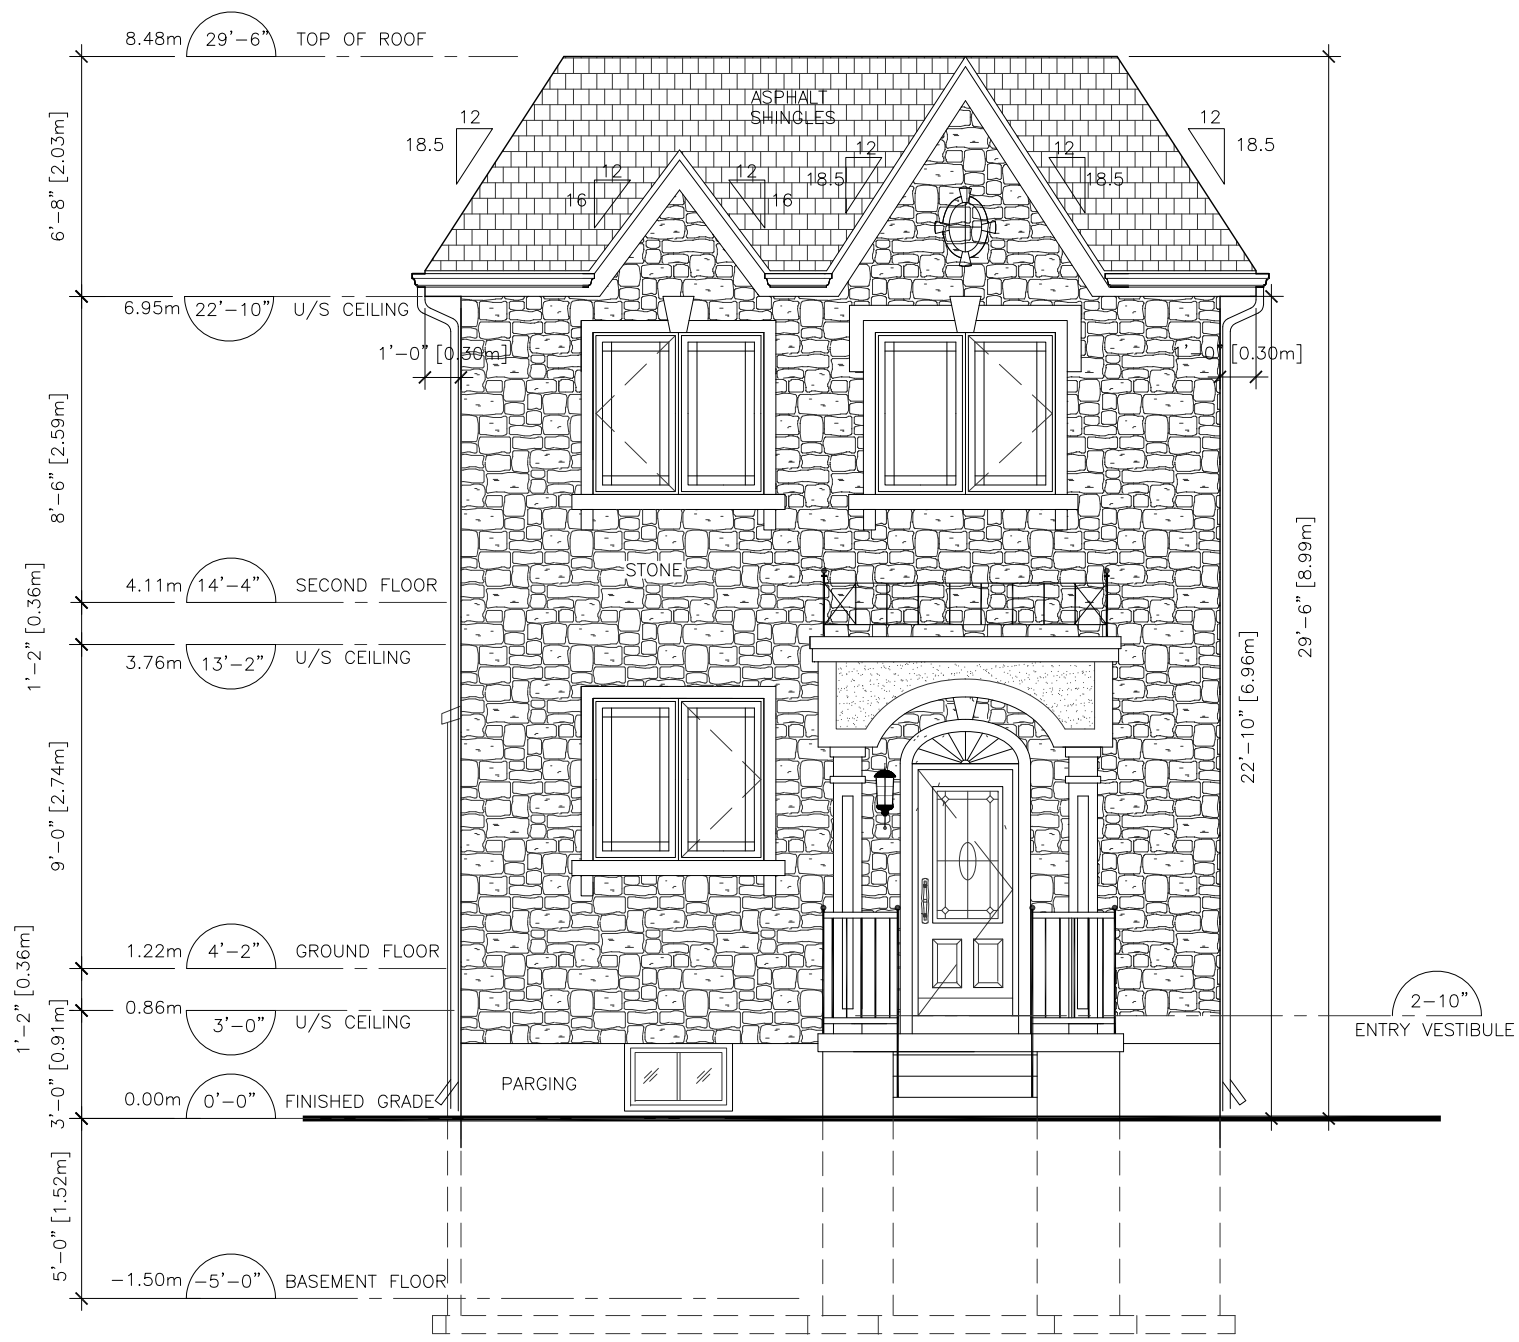 8.48m 29'-6" TOP OF ROOF
ASPHALT
SHINGLES
12
18.5
12
18.5
12
16
12
16
12
18.5
12
18.5
6'-8" [2.03m]
6.95m 22'-10" U/S CEILING
1'-0" [0.30m]
1'-0" [0.30m]
8'-6" [2.59m]
STONE
4.11m 14'-4" SECOND FLOOR
1'-2" [0.36m]
3.76m 13'-2" U/S CEILING
29'-6" [8.99m]
22'-10" [6.96m]
9'-0" [2.74m]
1.22m 4'-2" GROUND FLOOR
1'-2" [0.36m]
0.86m 3'-0" U/S CEILING
2-10"
ENTRY VESTIBULE
3'-0" [0.91m]
PARGING
0.00m 0'-0" FINISHED GRADE
5'-0" [1.52m]
-1.50m -5'-0" BASEMENT FLOOR